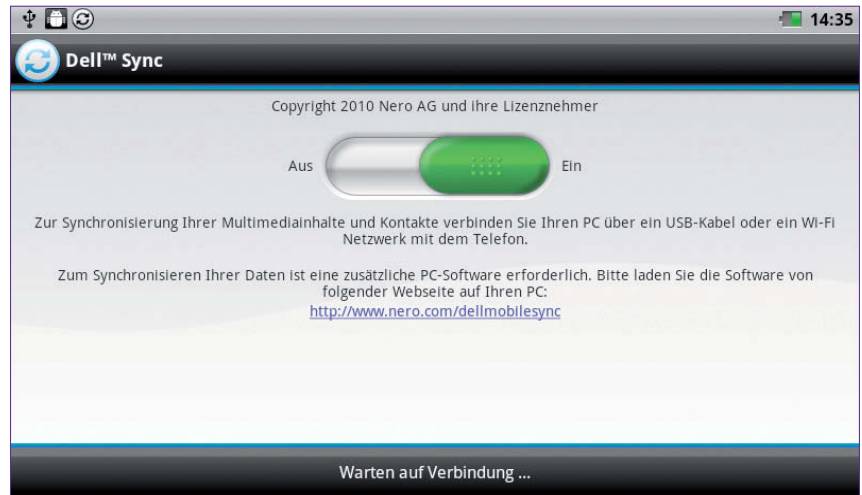 14:35
Dell™ Sync
Copyright 2010 Nero AG und ihre Lizenznehmer
Aus Ein
Zur Synchronisierung Ihrer Multimediainhalte und Kontakte verbinden Sie Ihren PC über ein USB-Kabel oder ein Wi-Fi
Netzwerk mit dem Telefon.
Zum Synchronisieren Ihrer Daten ist eine zusätzliche PC-Software erforderlich. Bitte laden Sie die Software von
folgender Webseite auf Ihren PC:
http://www.nero.com/dellmobilesync
Warten auf Verbindung ...